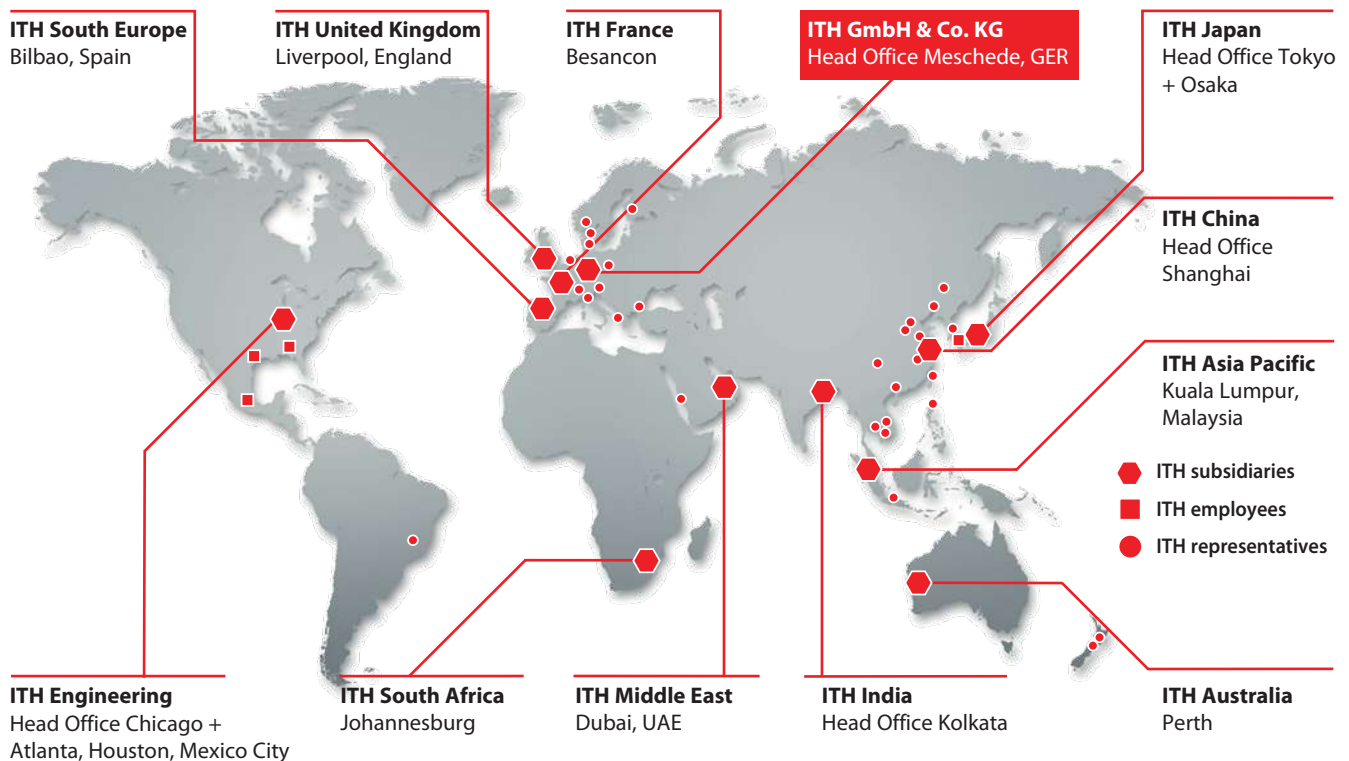 ITH South Europe
Bilbao, Spain
ITH United Kingdom
Liverpool, England
ITH France
Besancon
ITH GmbH & Co. KG
Head Office Meschede, GER
ITH Japan
Head Office Tokyo
+ Osaka
ITH China
Head Office
Shanghai
ITH Asia Pacific
Kuala Lumpur,
Malaysia
ITH subsidiaries
ITH employees
ITH representatives
ITH Engineering
Head Office Chicago +
Atlanta, Houston, Mexico City
ITH South Africa
Johannesburg
ITH Middle East
Dubai, UAE
ITH India
Head Office Kolkata
ITH Australia
Perth